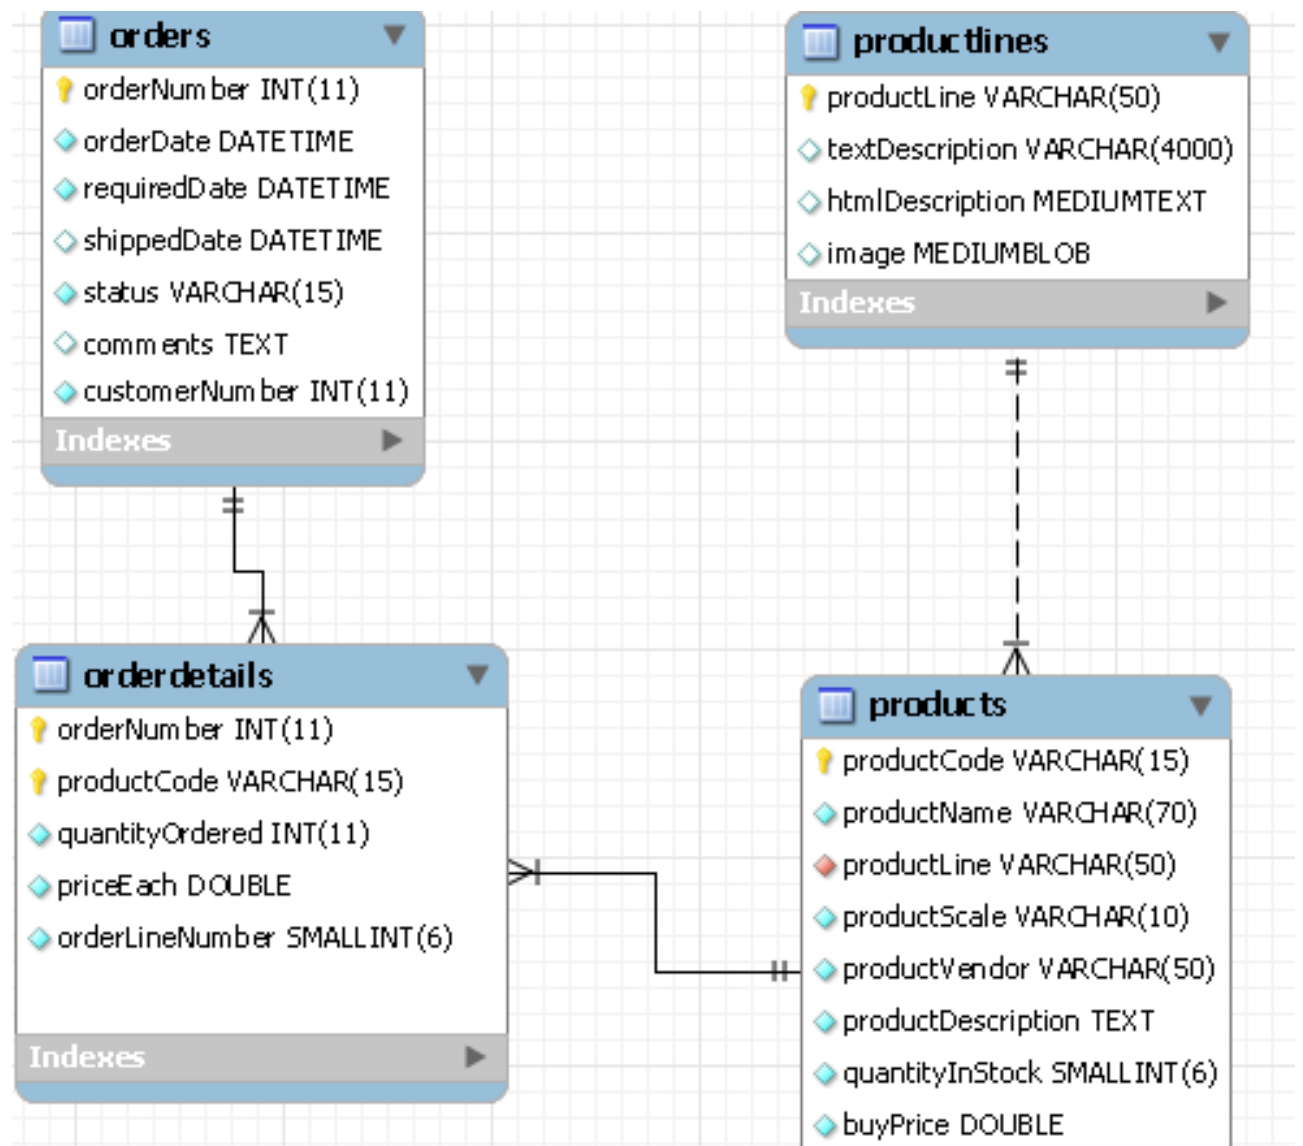 orders
orderNumber INT(11)
orderDate DATETIME
requiredDate DATETIME
shippedDate DATETIME
status VARCHAR(15)
comments TEXT
customerNumber INT(11)
Indexes
productlines
productLine VARCHAR(50)
textDescription VARCHAR(4000)
htmlDescription MEDIUMTEXT
image MEDIUMBLOB
Indexes
orderdetails
orderNumber INT(11)
productCode VARCHAR(15)
quantityOrdered INT(11)
priceEach DOUBLE
orderLineNumber SMALLINT(6)
Indexes
products
productCode VARCHAR(15)
productName VARCHAR(70)
productLine VARCHAR(50)
productScale VARCHAR(10)
productVendor VARCHAR(50)
productDescription TEXT
quantityInStock SMALLINT(6)
buyPrice DOUBLE